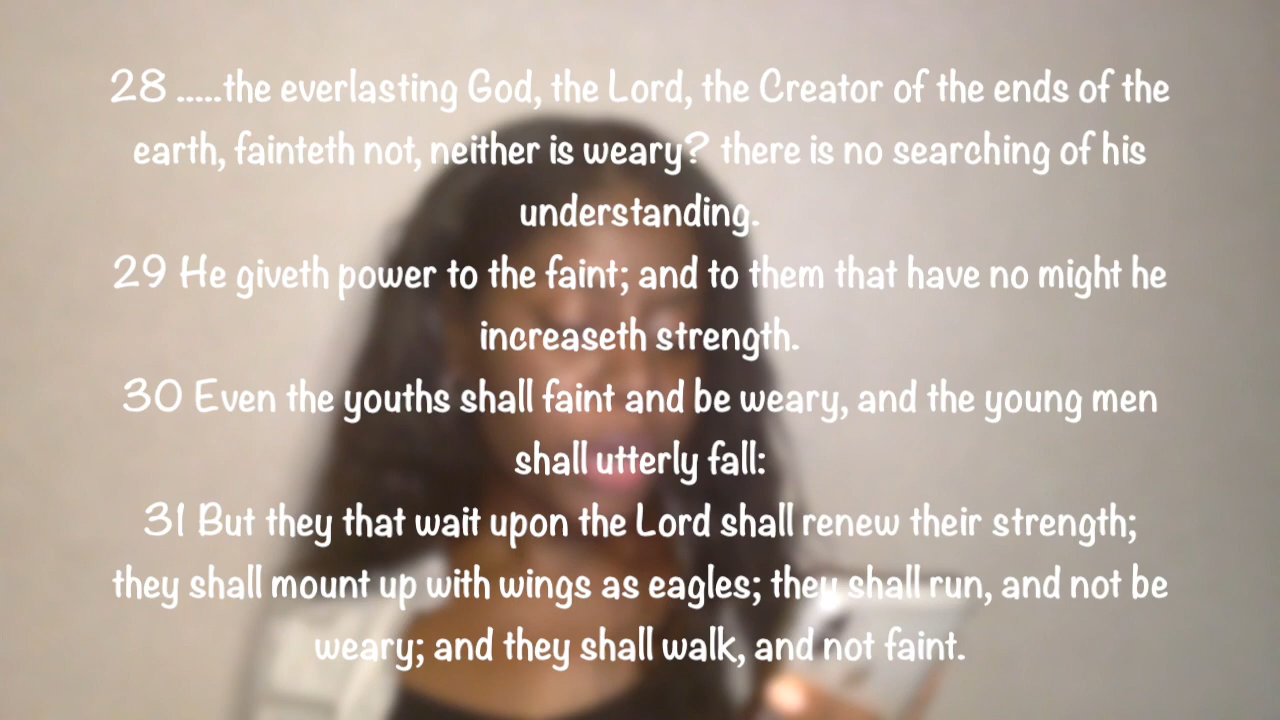 28 .....the everlasting God, the Lord, the Creator of the ends of the
earth, fainteth not, neither is weary? there is no searching of his
understanding.
29 He giveth power to the faint; and to them that have no might he
increaseth strength.
30 Even the youths shall faint and be weary, and the young men
shall utterly fall:
31 But they that wait upon the Lord shall renew their strength;
they shall mount up with wings as eagles; they shall run, and not be
weary; and they shall walk, and not faint.